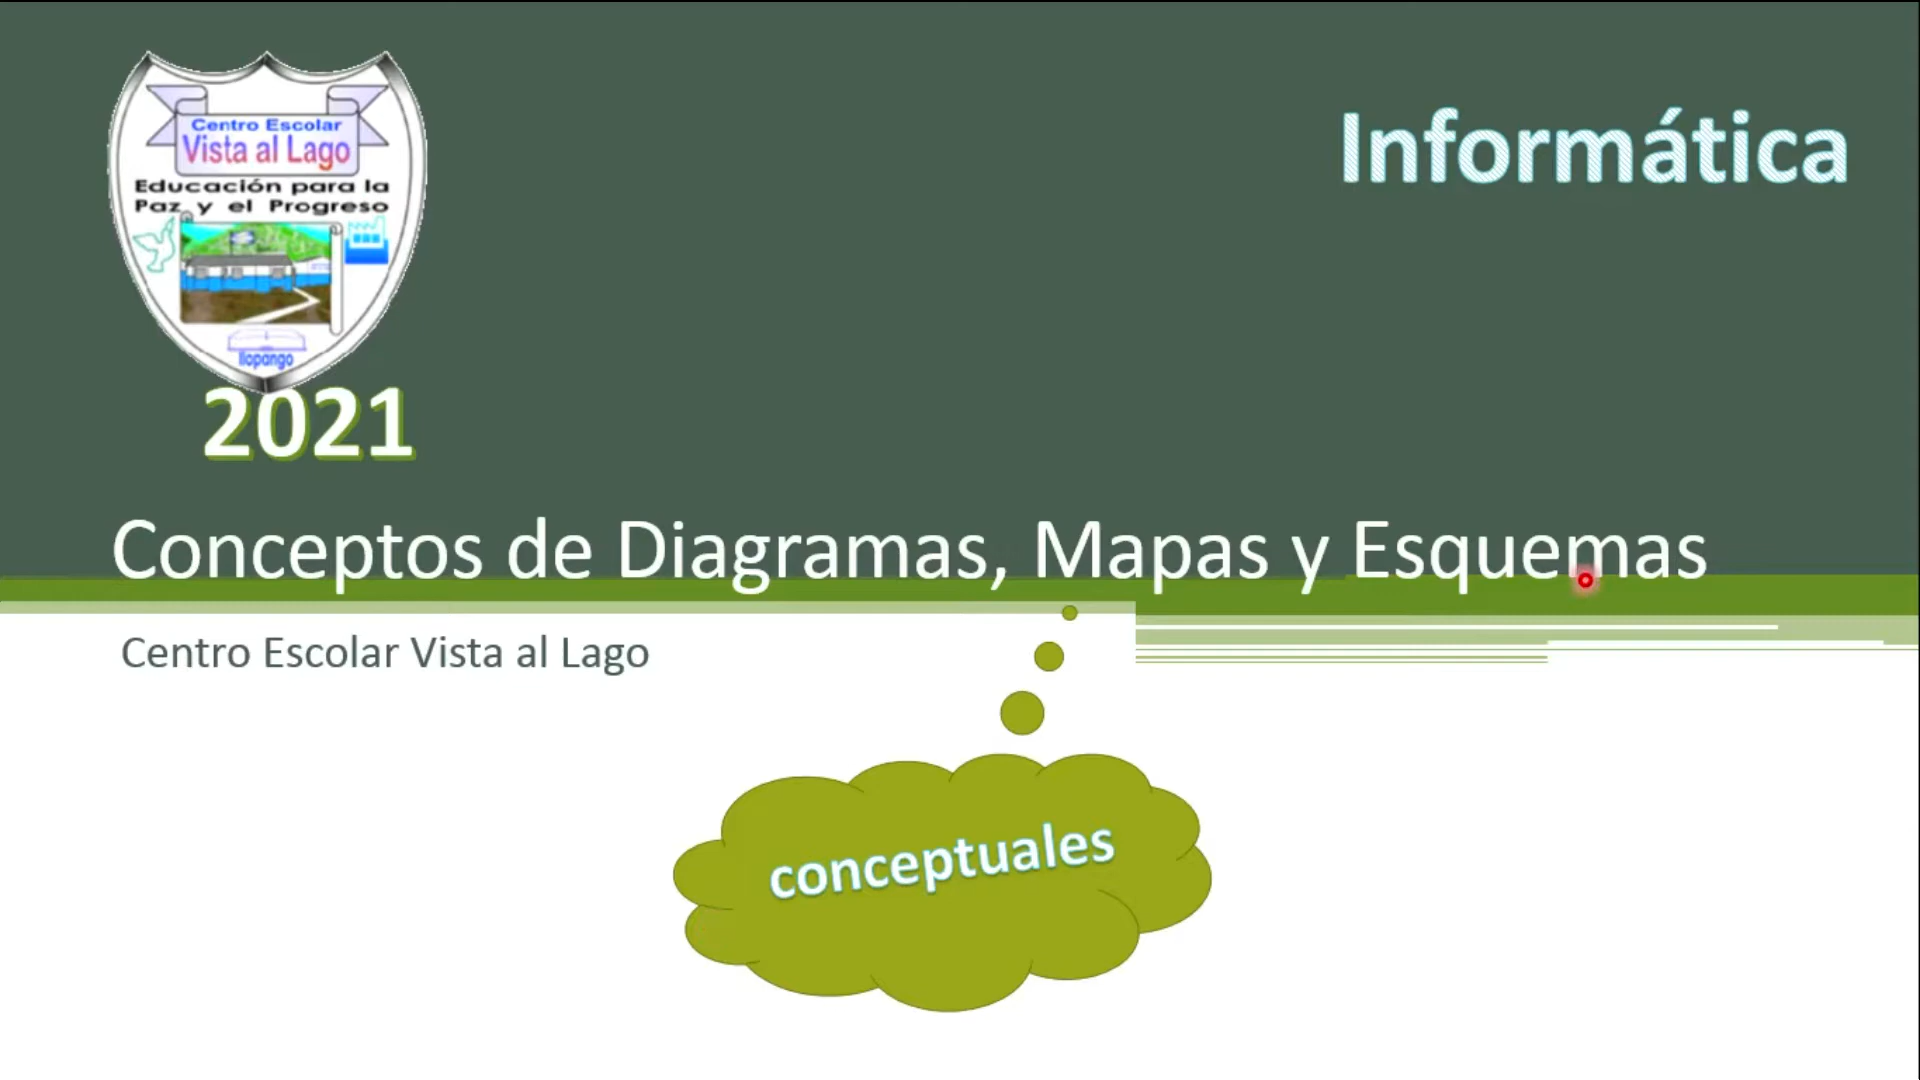 Centro Escolar
Vista al Lago
Educación para la
Paz y el Progreso
Ilopango
2021
Informática
Conceptos de Diagramas, Mapas y Esquemas
Centro Escolar Vista al Lago
conceptuales